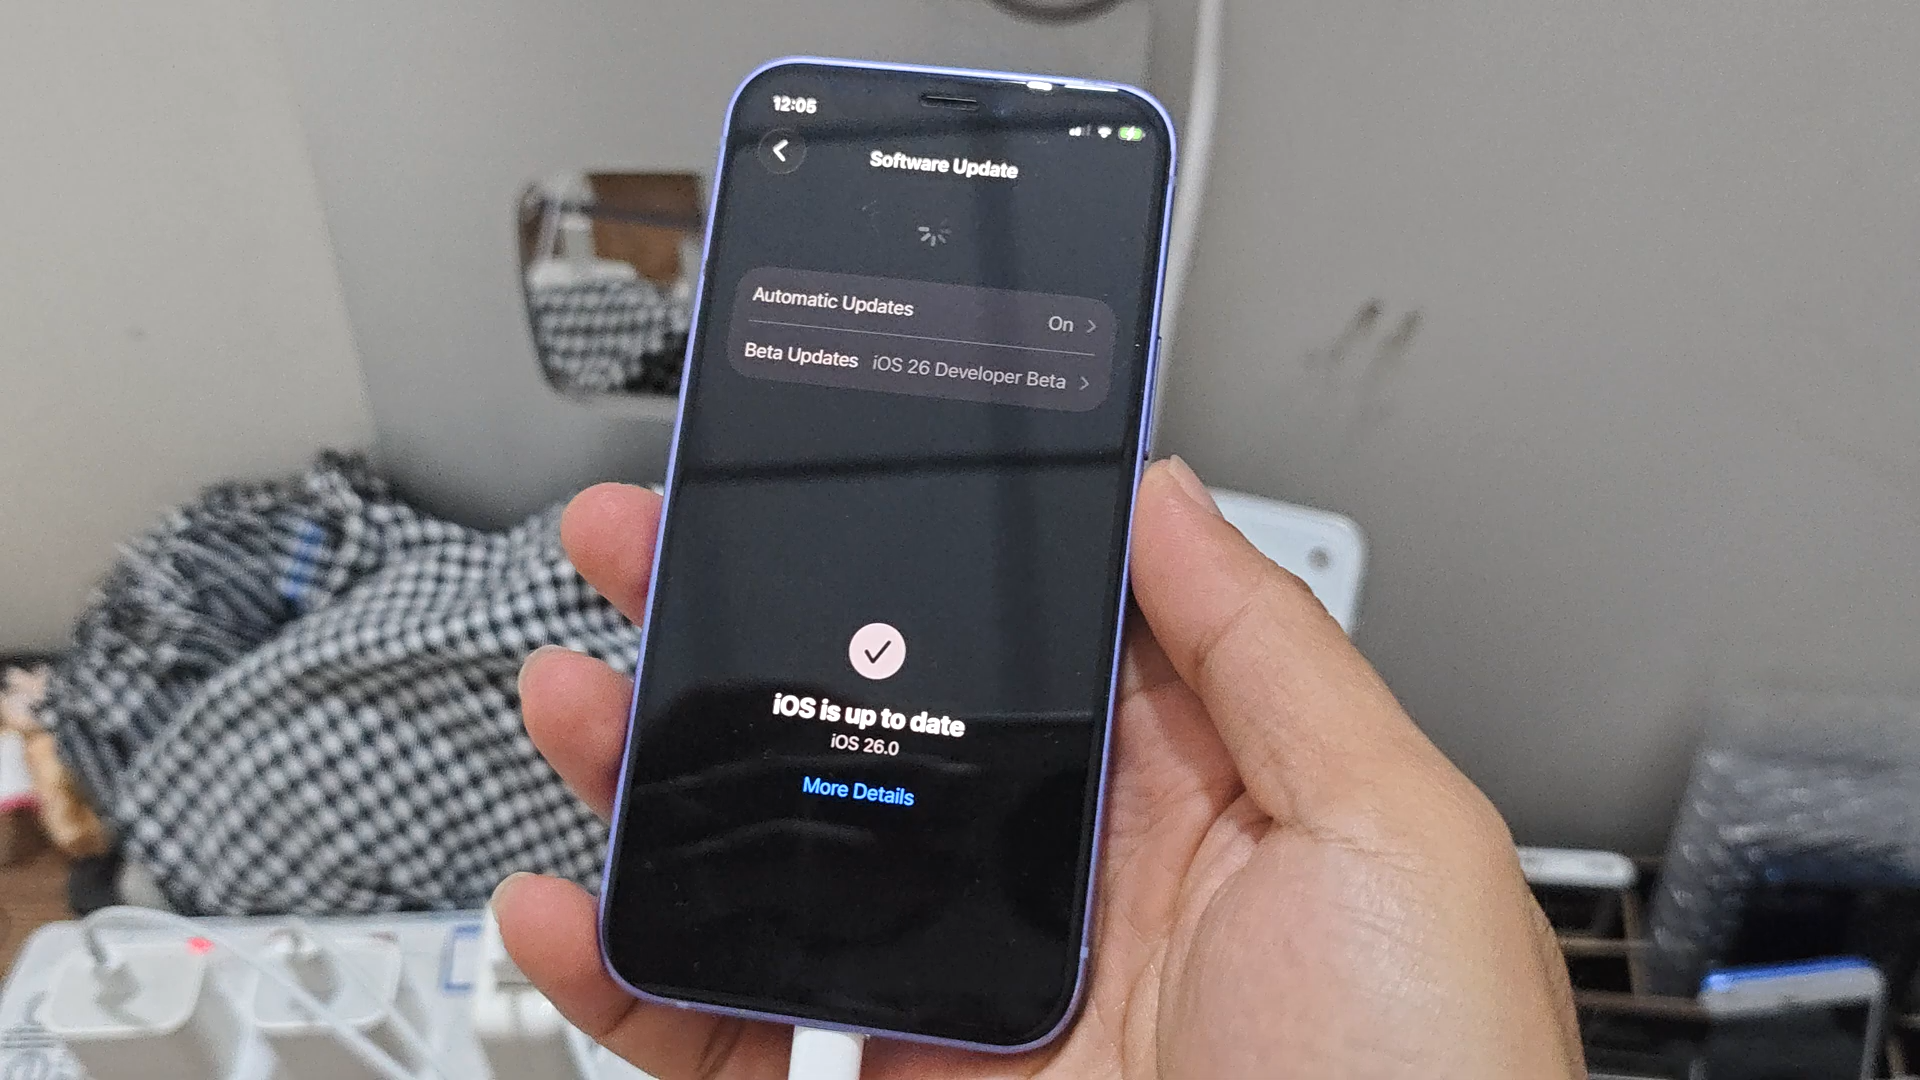 12:05
Software Update
Automatic Updates On
Beta Updates iOS 26 Developer Beta
iOS is up to date
iOS 26.0
More Details